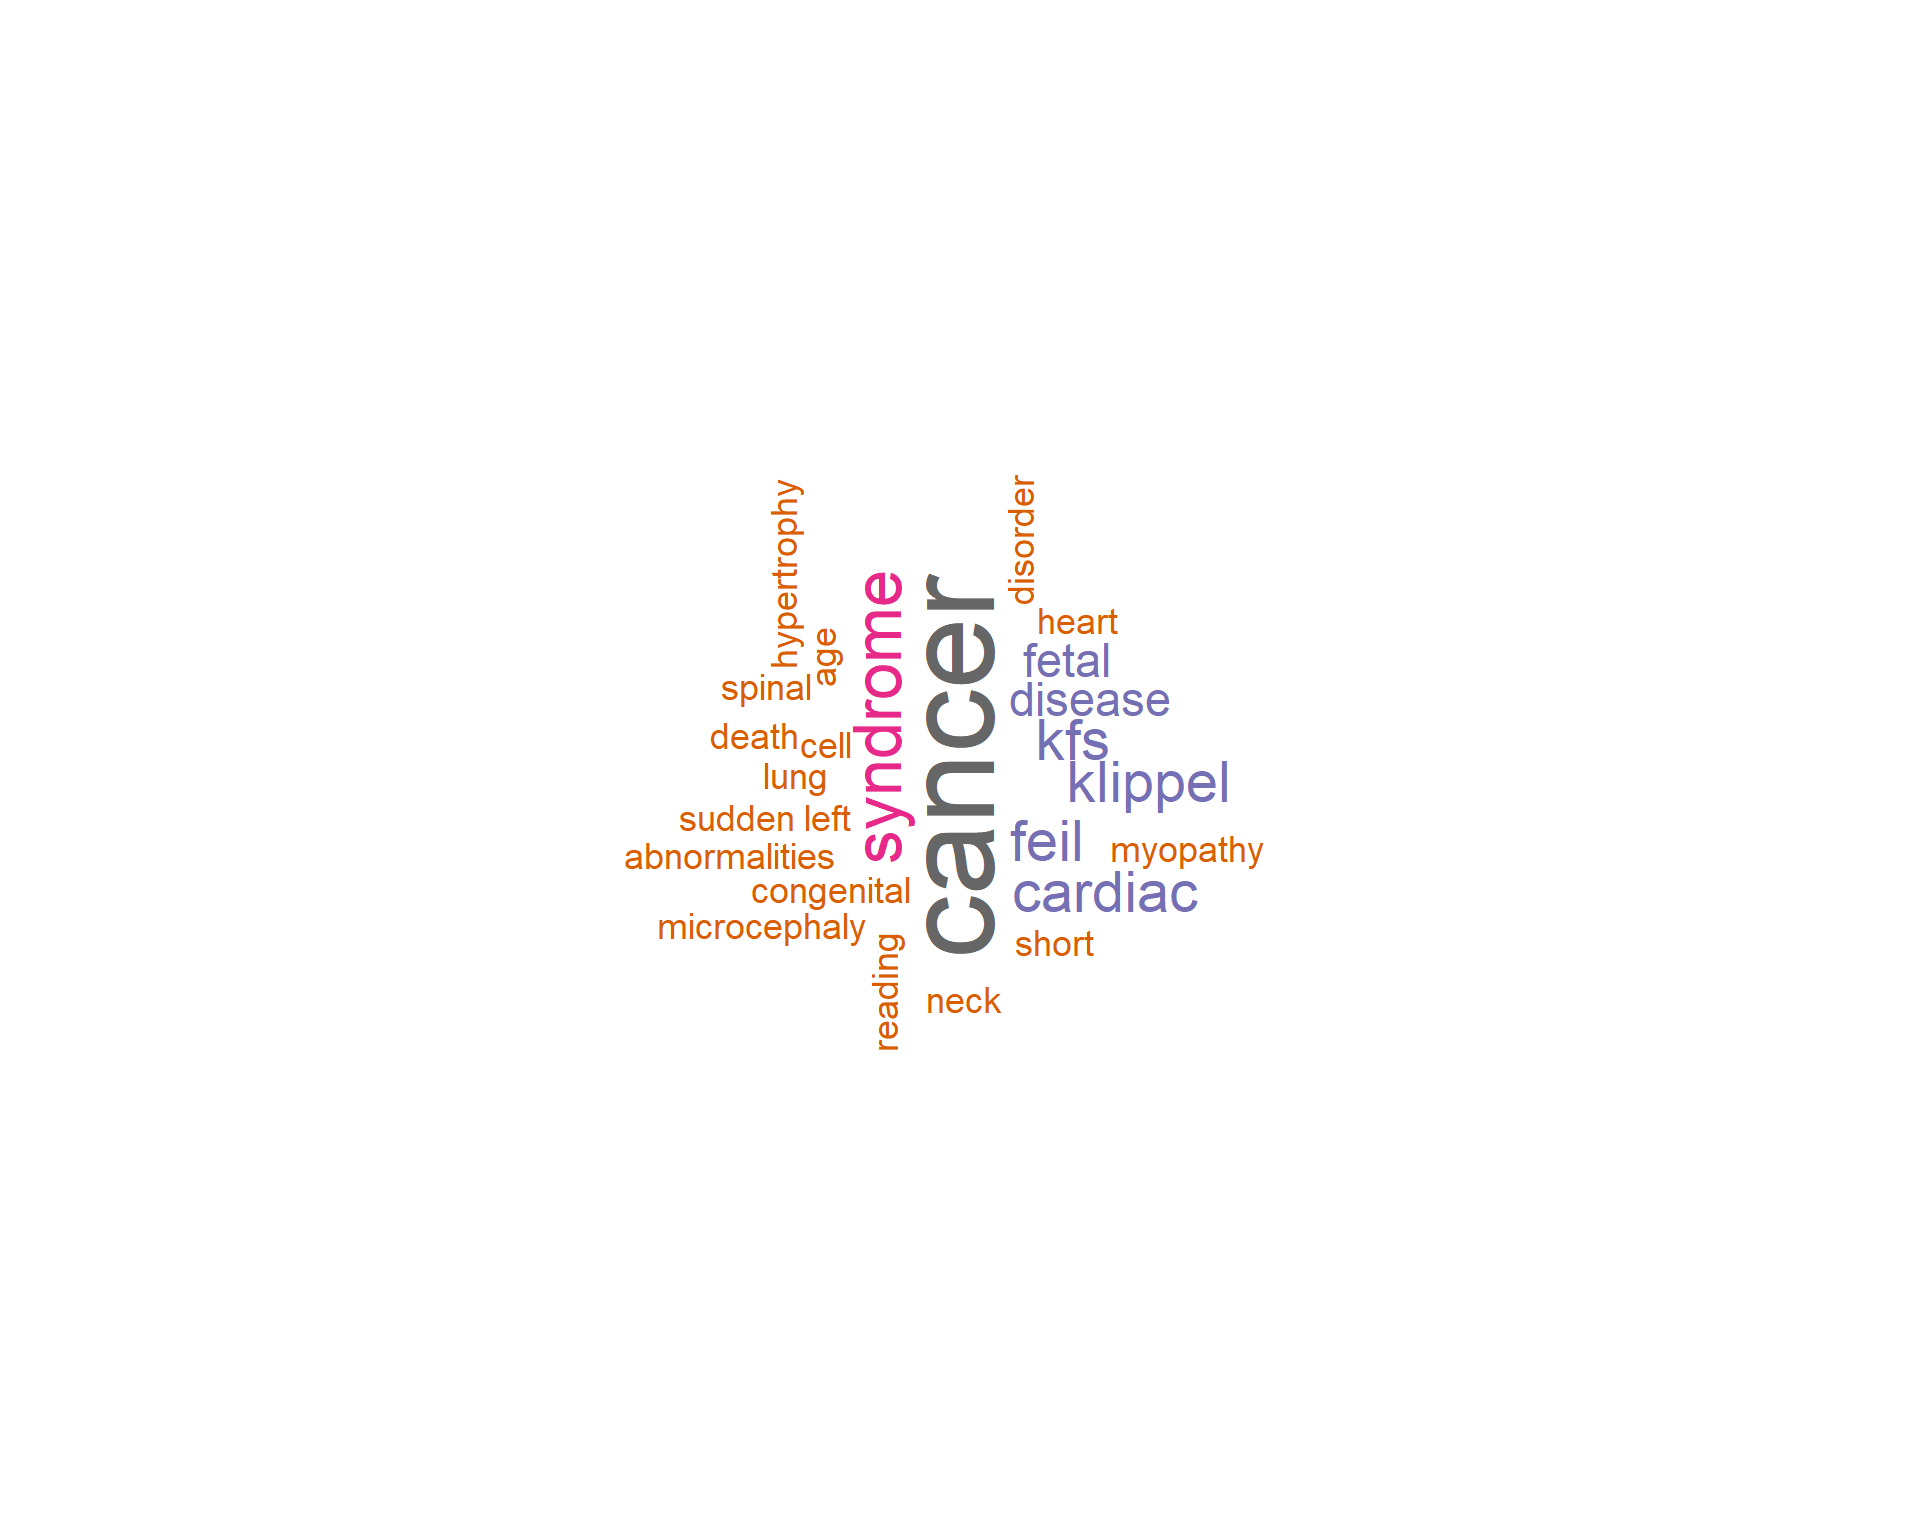 hypertrophy
disorder
syndrome
cancer
heart
age
fetal
spinal
disease
death
cell
kfs
lung
klippel
sudden left
feil
myopathy
abnormalities
congenital
cardiac
microcephaly
short
reading
neck